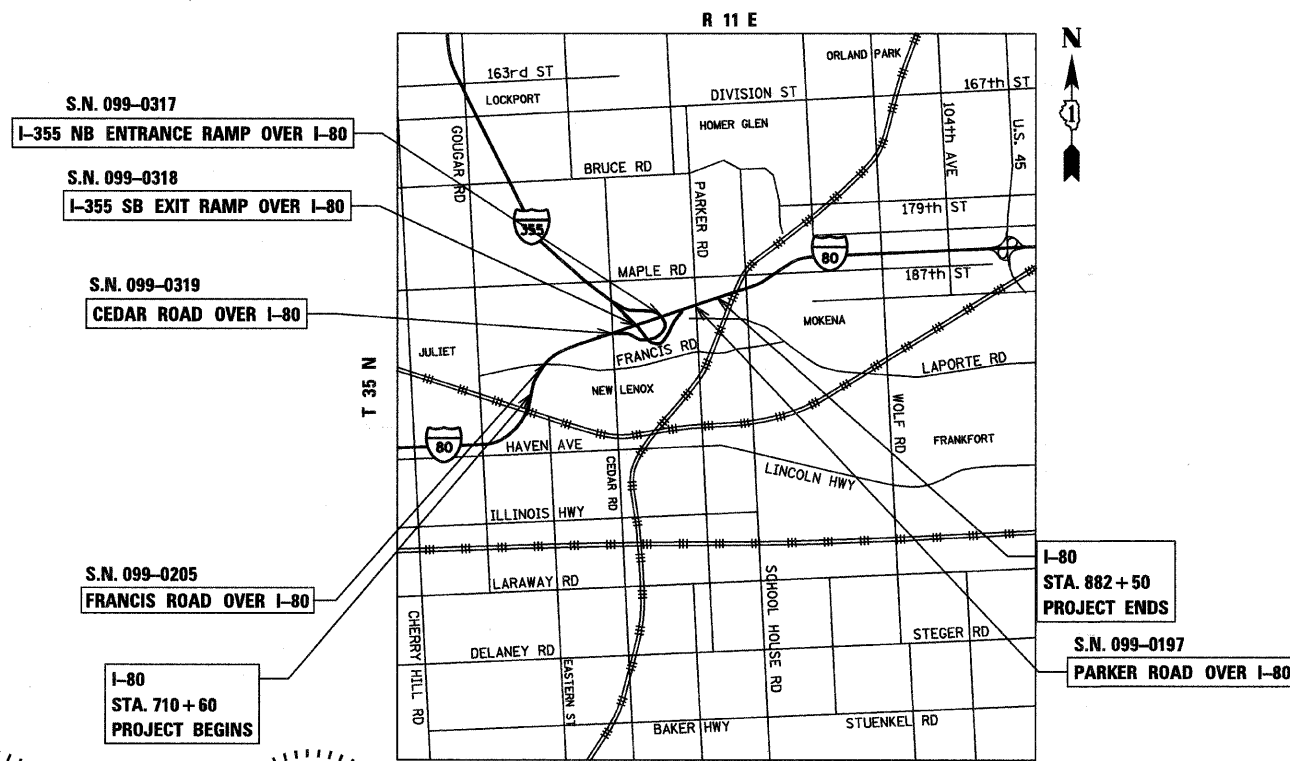 R 11 E
N
1
ORLAND PARK
163rd ST
167th ST
LOCKPORT
DIVISION ST
S.N. 099-0317
I-355 NB ENTRANCE RAMP OVER I-80
HOMER GLEN
GOUGAR RD
104th AVE
U.S. 45
BRUCE RD
S.N. 099-0318
I-355 SB EXIT RAMP OVER I-80
PARKER RD
179th ST
355
80
MAPLE RD
187th ST
S.N. 099-0319
CEDAR ROAD OVER I-80
MOKENA
JULIET
FRANCIS RD
LAPORTE RD
T 35 N
NEW LENOX
WOLF RD
80
HAVEN AVE
FRANKFORT
CEDAR RD
LINCOLN HWY
ILLINOIS HWY
I-80
STA. 882+50
PROJECT ENDS
S.N. 099-0205
FRANCIS ROAD OVER I-80
LARAWAY RD
SCHOOL HOUSE RD
CHERRY HILL RD
STEGER RD
S.N. 099-0197
PARKER ROAD OVER I-80
DELANEY RD
EASTERN ST
I-80
STA. 710+60
PROJECT BEGINS
BAKER HWY
STUENKEL RD